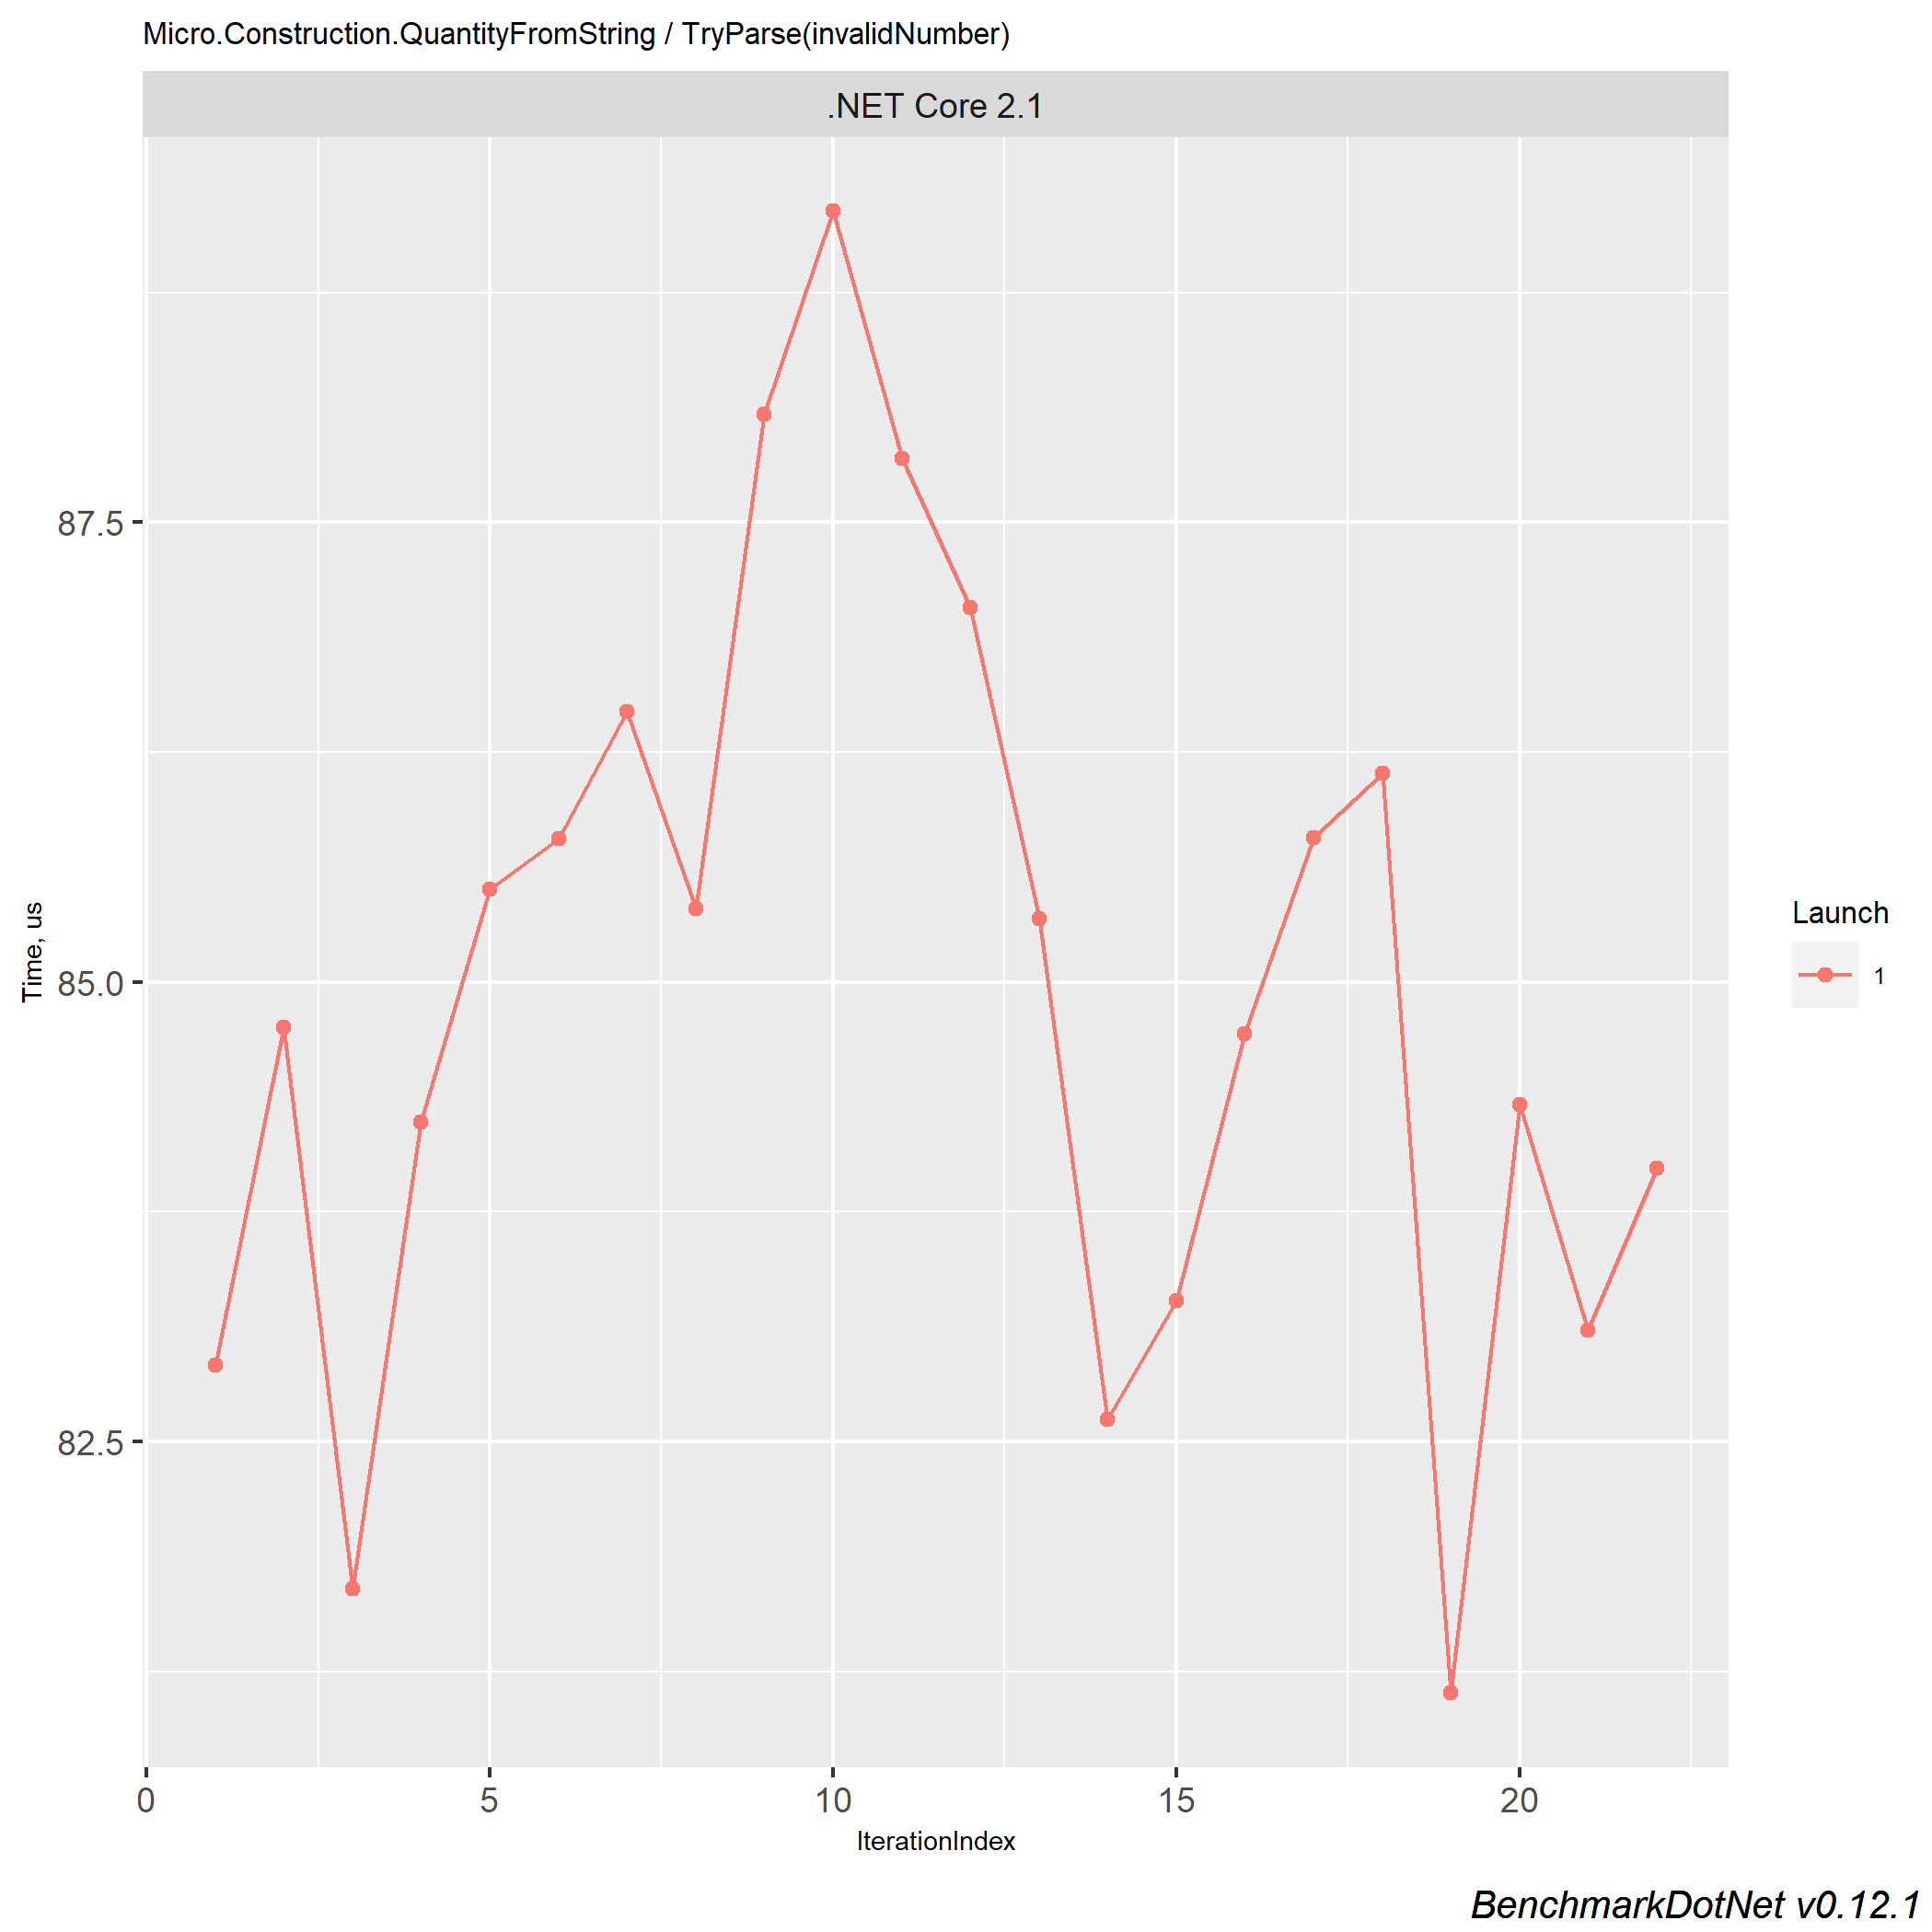 Micro.Construction.QuantityFromString / TryParse(invalidNumber)
.NET Core 2.1
87.5
85.0
82.5
Time, us
0 5 10 15 20
IterationIndex
Launch
1
BenchmarkDotNet v0.12.1